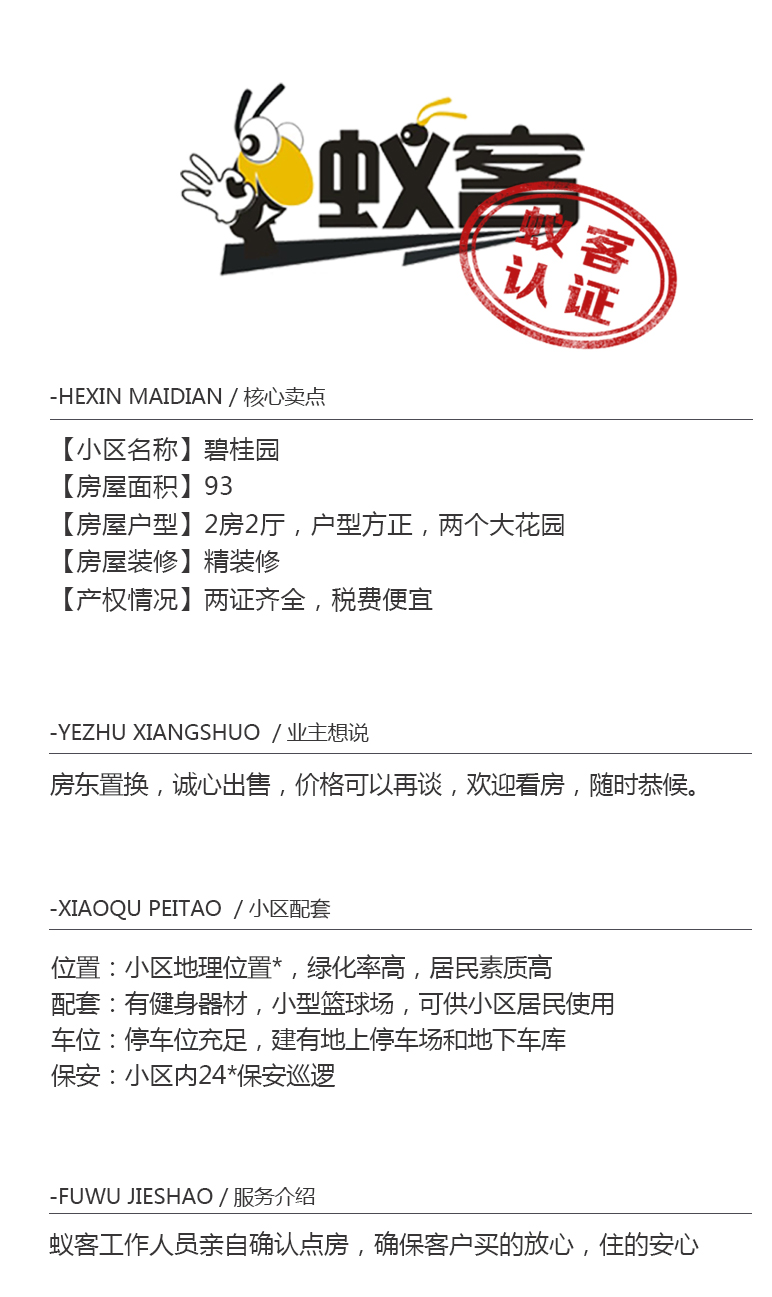 蚁客
蚁客
认证
-HEXIN MAIDIAN / 核心卖点
【小区名称】碧桂园
【房屋面积】93
【房屋户型】2房2厅，户型方正，两个大花园
【房屋装修】精装修
【产权情况】两证齐全，税费便宜
-YEZHU XIANGSHUO / 业主想说
房东置换，诚心出售，价格可以再谈，欢迎看房，随时恭候。
-XIAOQU PEITAO / 小区配套
位置：小区地理位置*，绿化率高，居民素质高
配套：有健身器材，小型篮球场，可供小区居民使用
车位：停车位充足，建有地上停车场和地下车库
保安：小区内24*保安巡逻
-FUWU JIESHAO / 服务介绍
蚁客工作人员亲自确认点房，确保客户买的放心，住的安心